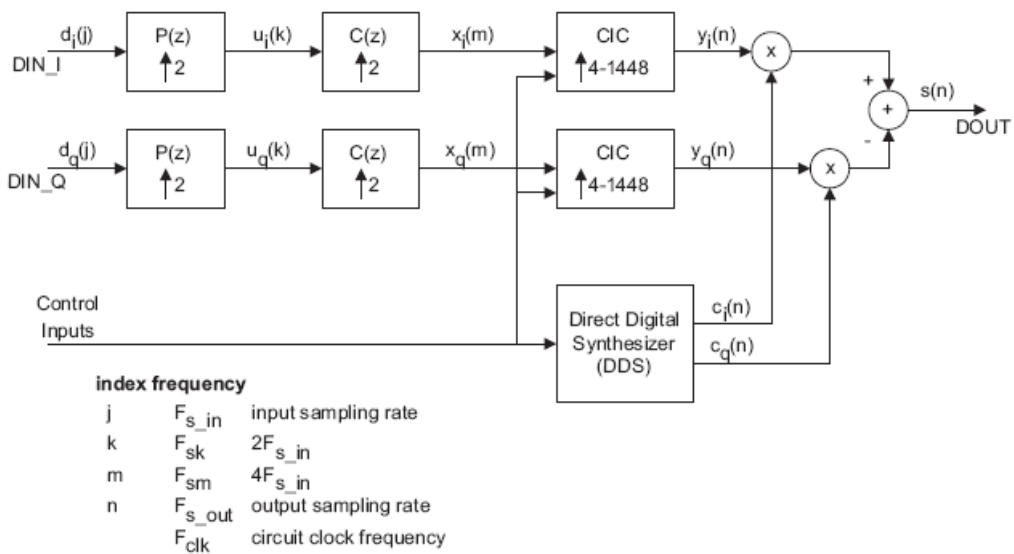 d_i(j)
DIN_I
P(z)
↑2
u_i(k)
C(z)
↑2
x_i(m)
CIC
↑4-1448
y_i(n)
x
+
+
-
s(n)
DOUT
d_q(j)
DIN_Q
P(z)
↑2
u_q(k)
C(z)
↑2
x_q(m)
CIC
↑4-1448
y_q(n)
x
Control
Inputs
Direct Digital
Synthesizer
(DDS)
c_i(n)
c_q(n)
index frequency
j F_s_in input sampling rate
k F_sk 2F_s_in
m F_sm 4F_s_in
n F_s_out output sampling rate
F_clk circuit clock frequency